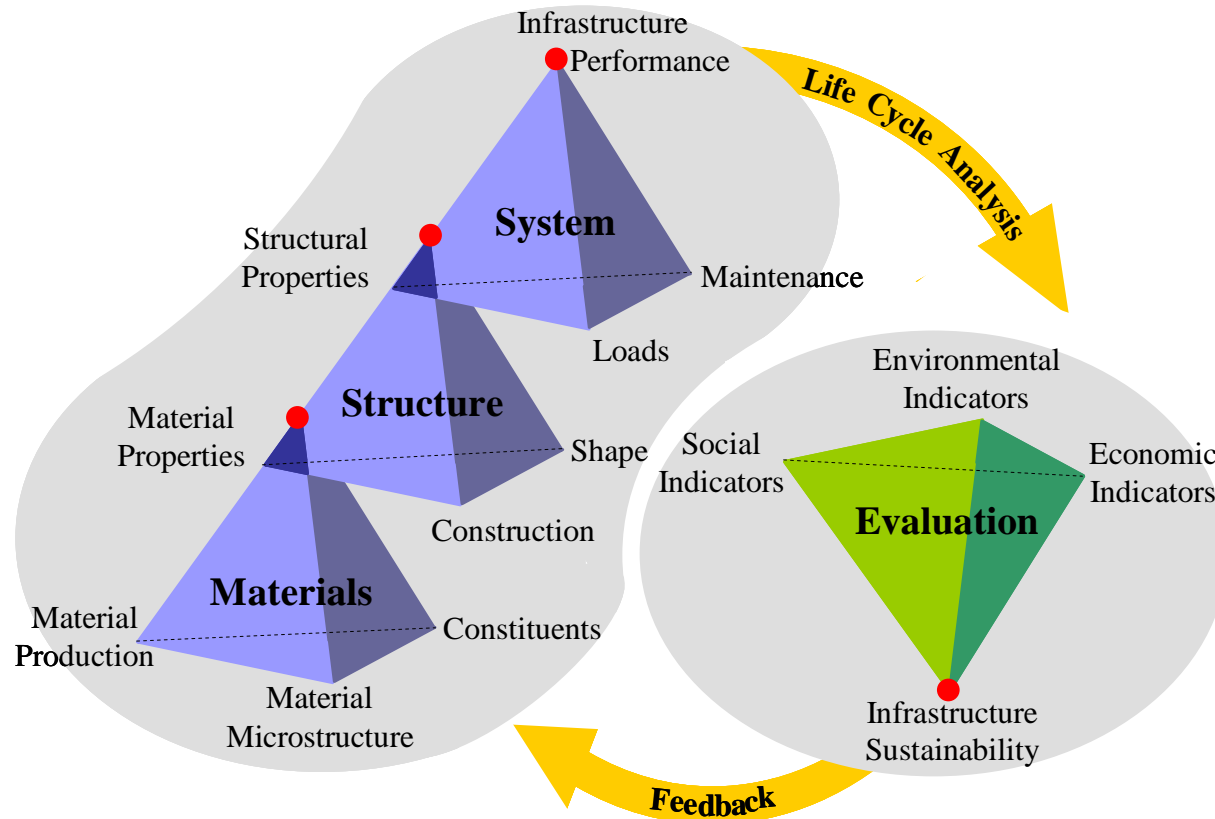 Infrastructure
Performance
Life Cycle Analysis
System
Structural
Properties
Maintenance
Loads
Structure
Material
Properties
Shape
Construction
Materials
Material
Production
Constituents
Material
Microstructure
Environmental
Indicators
Social
Indicators
Economic
Indicators
Evaluation
Infrastructure
Sustainability
Feedback